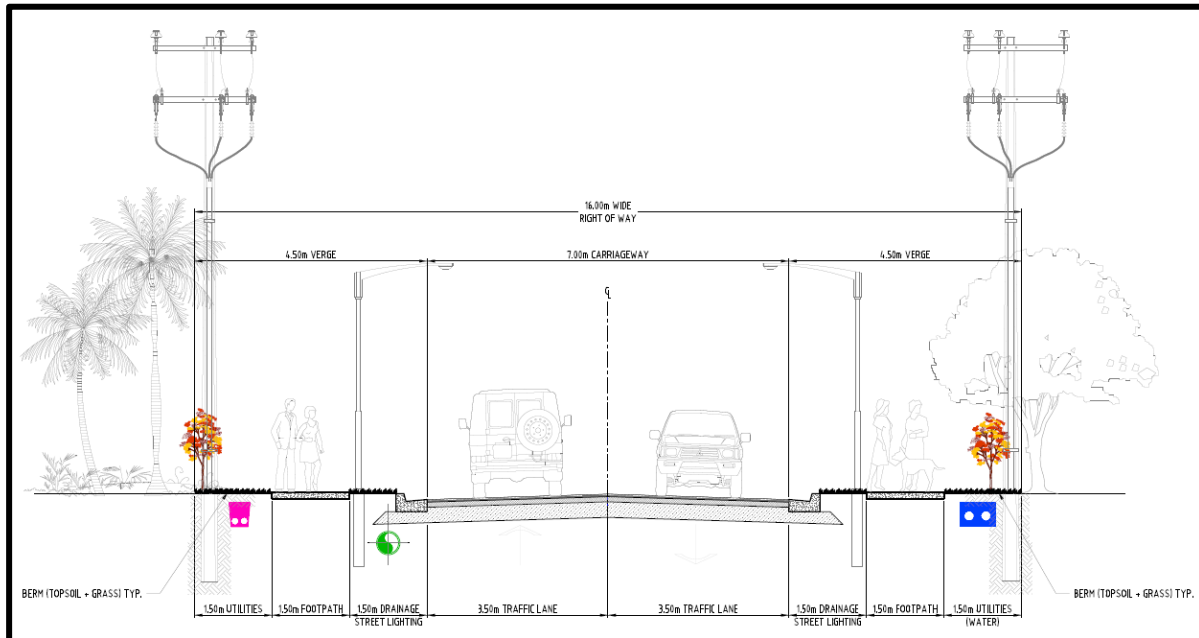 16.00m WIDE
RIGHT OF WAY
4.50m VERGE
7.00m CARRIAGEWAY
4.50m VERGE
CL
BERM (TOPSOIL + GRASS) TYP.
BERM (TOPSOIL + GRASS) TYP.
1.50m UTILITIES
1.50m FOOTPATH
1.50m DRAINAGE
STREET LIGHTING
3.50m TRAFFIC LANE
3.50m TRAFFIC LANE
1.50m DRAINAGE
STREET LIGHTING
1.50m FOOTPATH
1.50m UTILITIES
(WATER)